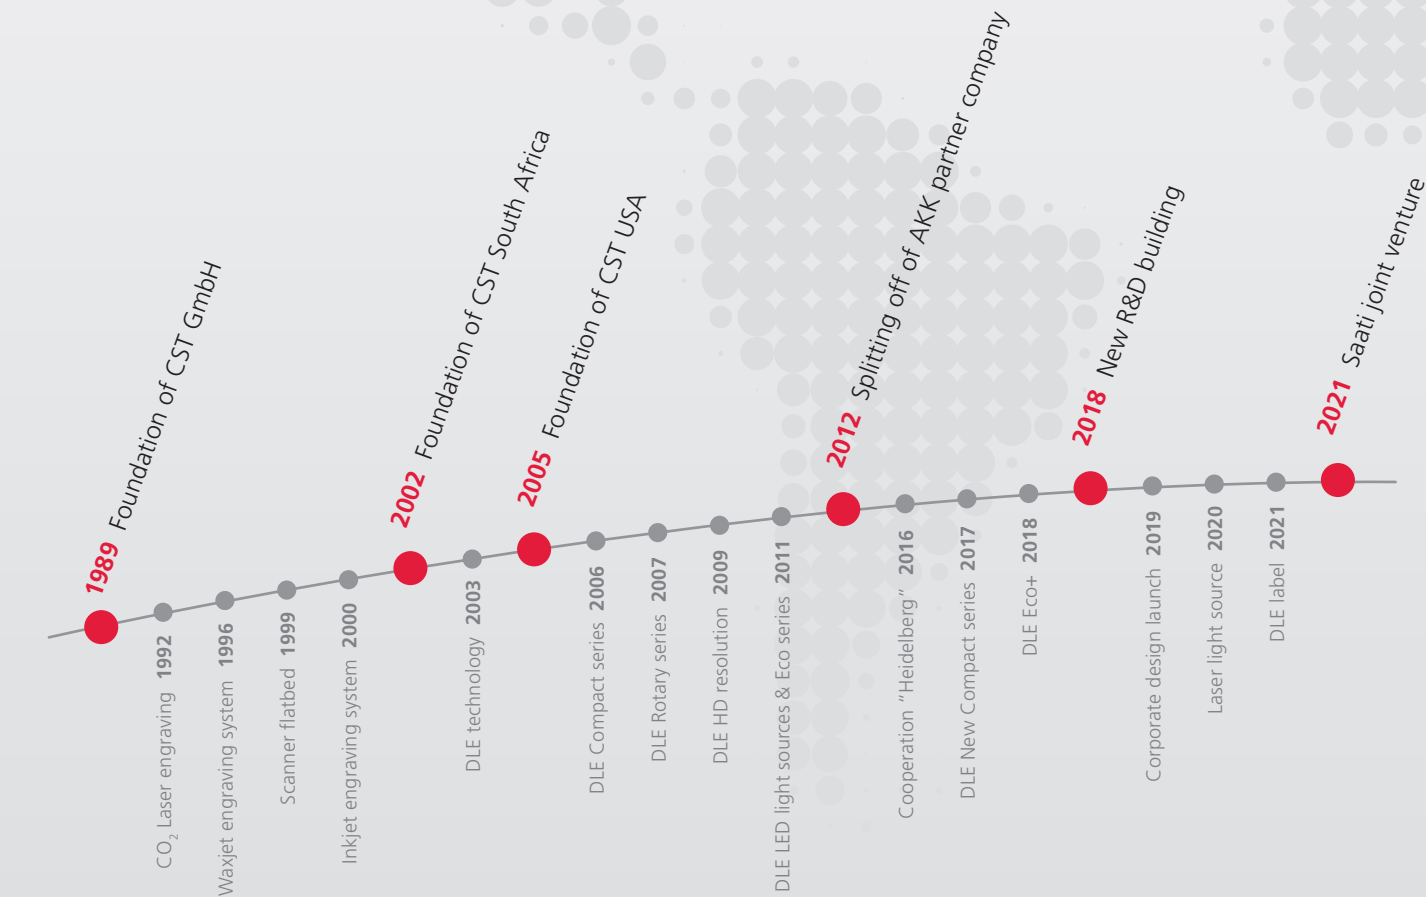 1989 Foundation of CST GmbH
CO₂ Laser engraving 1992
Waxjet engraving system 1996
Scanner flatbed 1999
Inkjet engraving system 2000
2002 Foundation of CST South Africa
DLE technology 2003
2005 Foundation of CST USA
DLE Compact series 2006
DLE Rotary series 2007
DLE HD resolution 2009
DLE LED light sources & Eco series 2011
2012 Splitting off of AKK partner company
Cooperation “Heidelberg” 2016
DLE New Compact series 2017
DLE Eco+ 2018
2018 New R&D building
Corporate design launch 2019
Laser light source 2020
DLE label 2021
2021 Saati joint venture